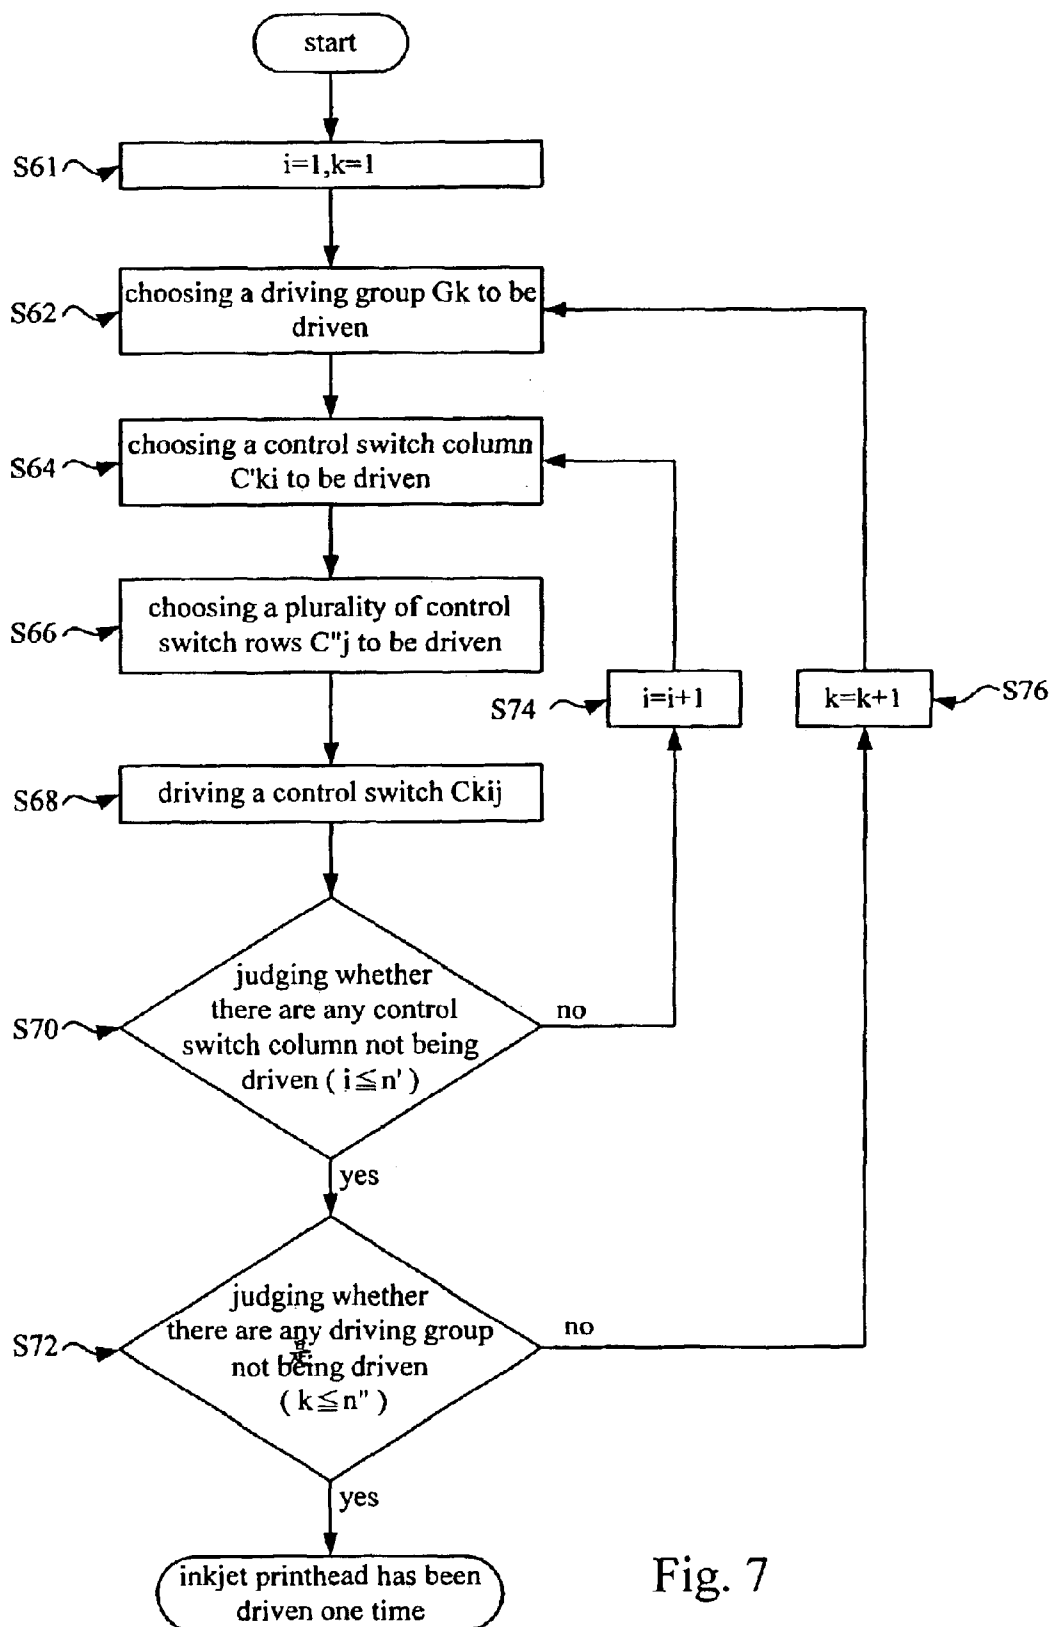 start
S61
i=1,k=1
S62
choosing a driving group Gk to be
driven
S64
choosing a control switch column
C'ki to be driven
S66
choosing a plurality of control
switch rows C"j to be driven
S74
i=i+1
k=k+1
S76
S68
driving a control switch Ckij
S70
judging whether
there are any control
switch column not being
driven ( i≦n' )
no
yes
S72
judging whether
there are any driving group
是
not being driven
( k≦n" )
no
yes
inkjet printhead has been
driven one time
Fig. 7